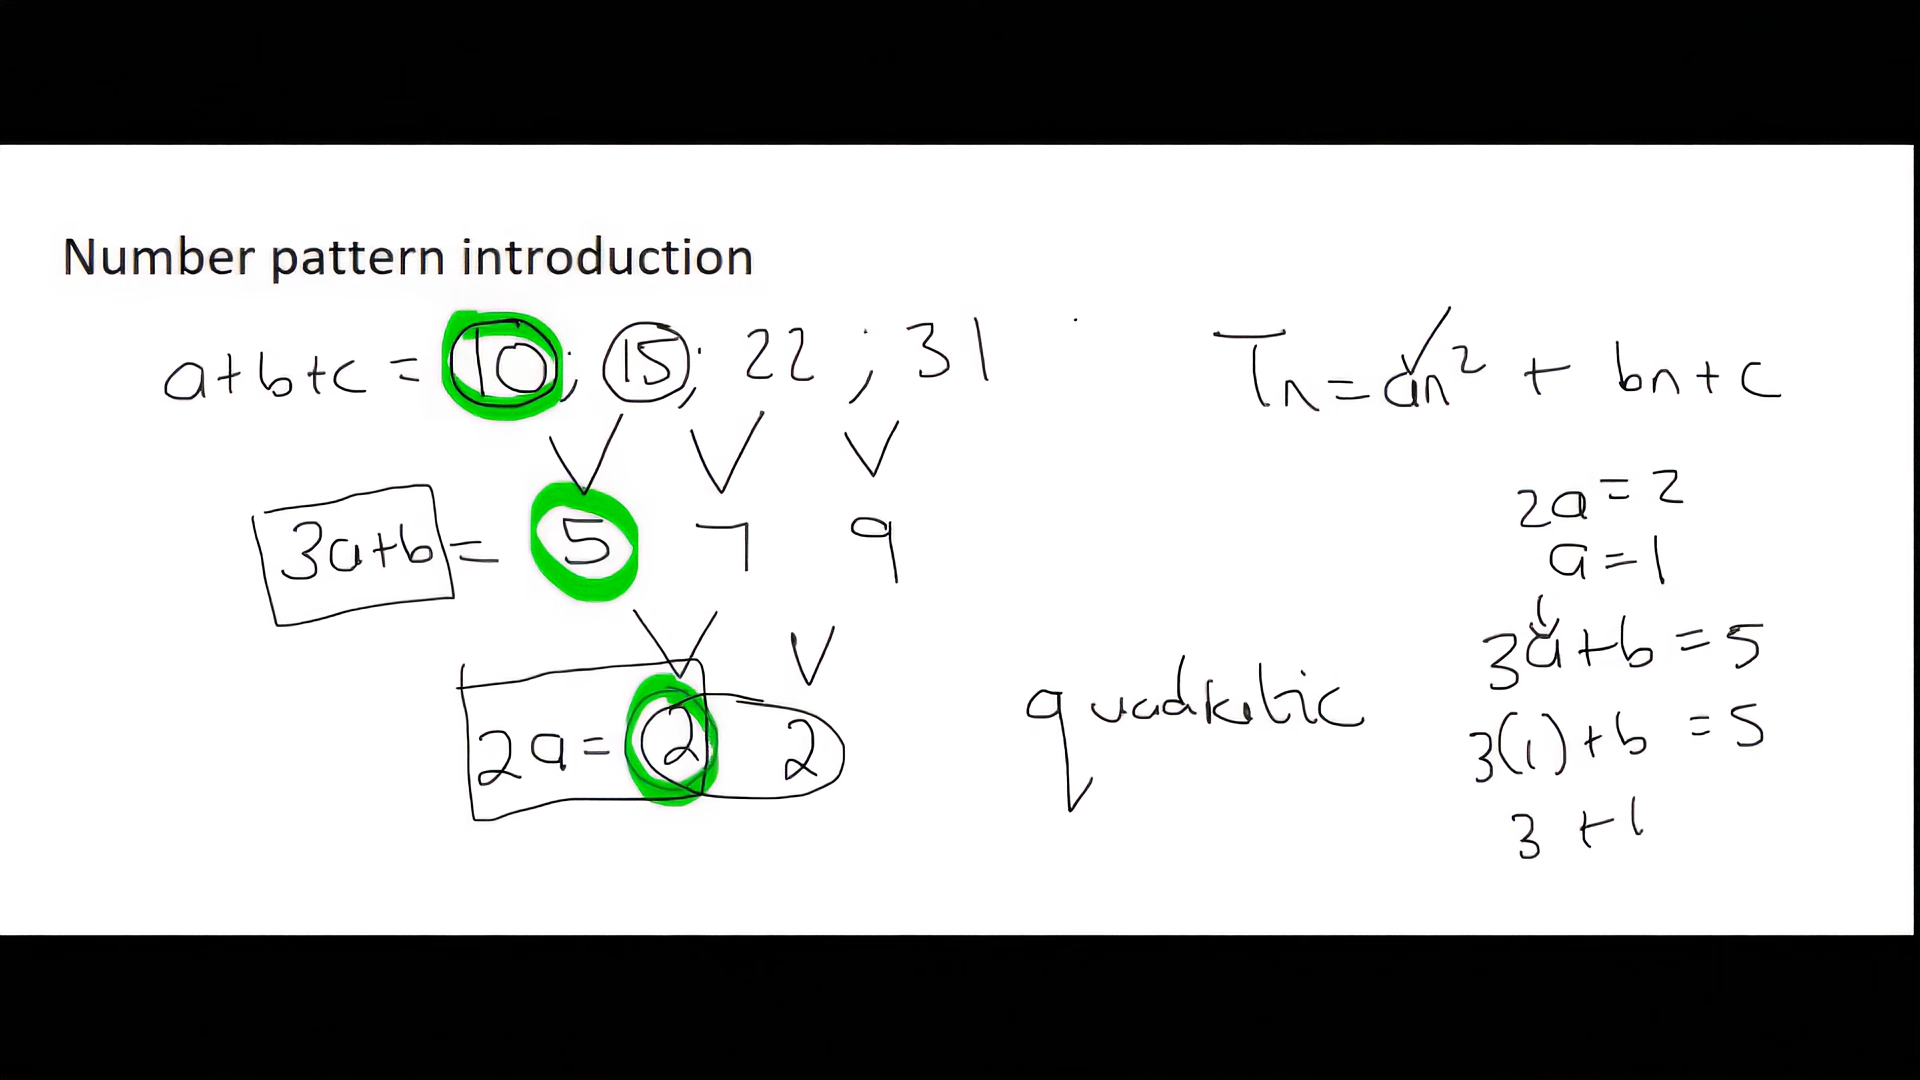 Number pattern introduction
a+b+c = 10; 15; 22; 31
Tn = an² + bn + c
3a+b = 5 7 9
2a = 2 2
quadratic
2a = 2
a = 1
1
3a + b = 5
3(1) + b = 5
3 + l